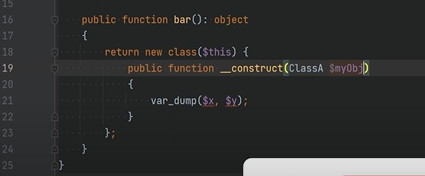 15
16 public function bar(): object
17 {
18 return new class($this) {
19 public function __construct(ClassA $myObj)
20 {
21 var_dump($x, $y);
22 }
23 };
24 }
25 }